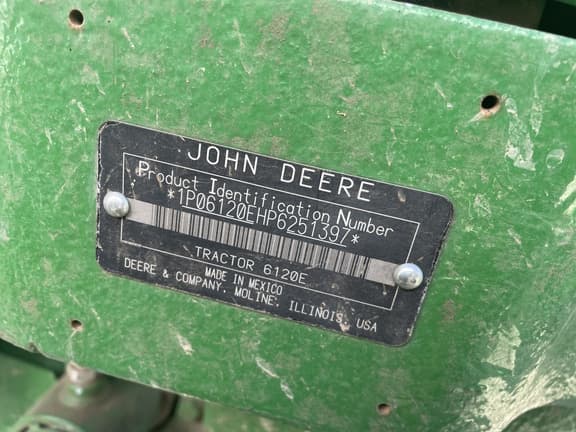 JOHN DEERE
Product Identification Number
*1P06120EHP6251397*
TRACTOR 6120E
MADE IN MEXICO
DEERE & COMPANY, MOLINE, ILLINOIS, USA